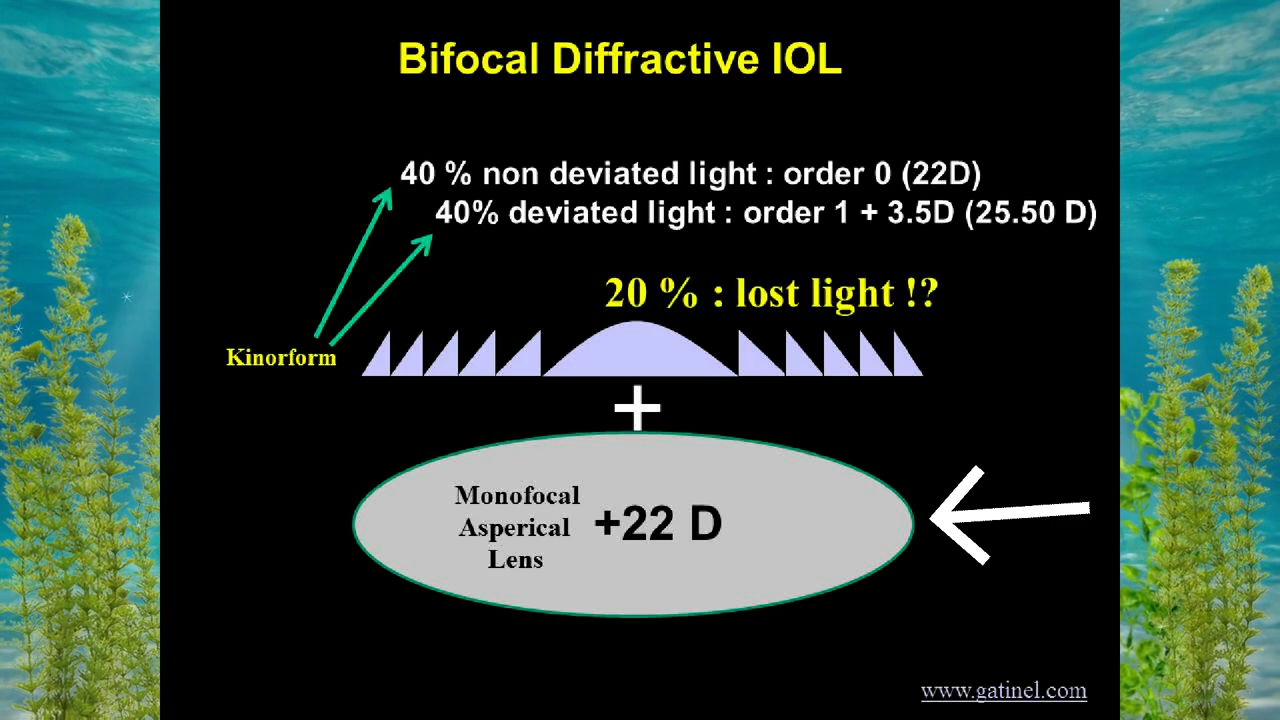 Bifocal Diffractive IOL
40 % non deviated light : order 0 (22D)
40% deviated light : order 1 + 3.5D (25.50 D)
20 % : lost light !?
Kinorform
+
Monofocal
Asperical
Lens
+22 D
www.gatinel.com